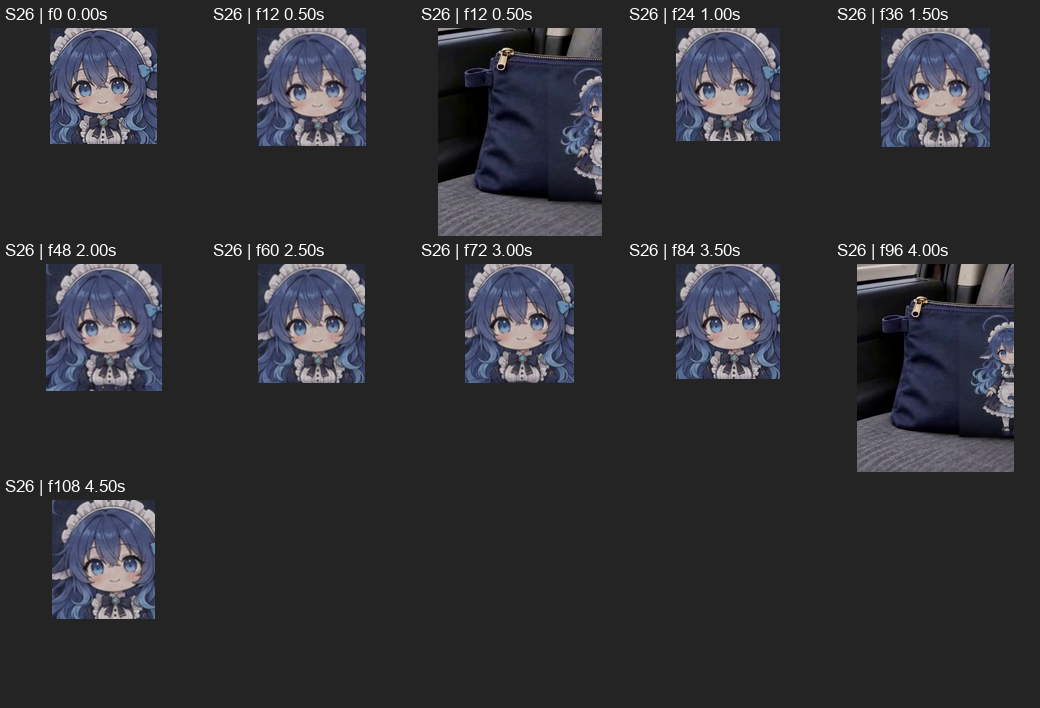 S26 | f0 0.00s
S26 | f12 0.50s
S26 | f12 0.50s
S26 | f24 1.00s
S26 | f36 1.50s
S26 | f48 2.00s
S26 | f60 2.50s
S26 | f72 3.00s
S26 | f84 3.50s
S26 | f96 4.00s
S26 | f108 4.50s